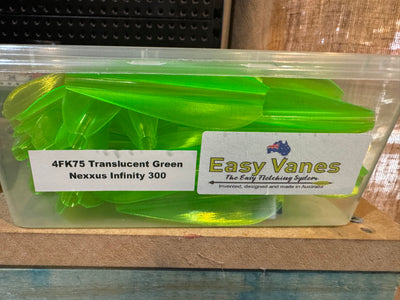 4FK75 Translucent Green
Nexxus Infinity 300
Easy Vanes
The Easy Fletching System
Invented, designed and made in Australia